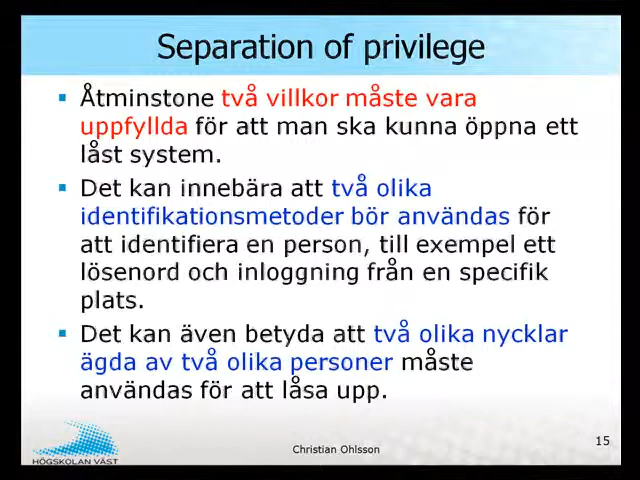 Separation of privilege
▪ Åtminstone två villkor måste vara
uppfyllda för att man ska kunna öppna ett
låst system.
▪ Det kan innebära att två olika
identifikationsmetoder bör användas för
att identifiera en person, till exempel ett
lösenord och inloggning från en specifik
plats.
▪ Det kan även betyda att två olika nycklar
ägda av två olika personer måste
användas för att låsa upp.
HÖGSKOLAN VÄST
Christian Ohlsson
15